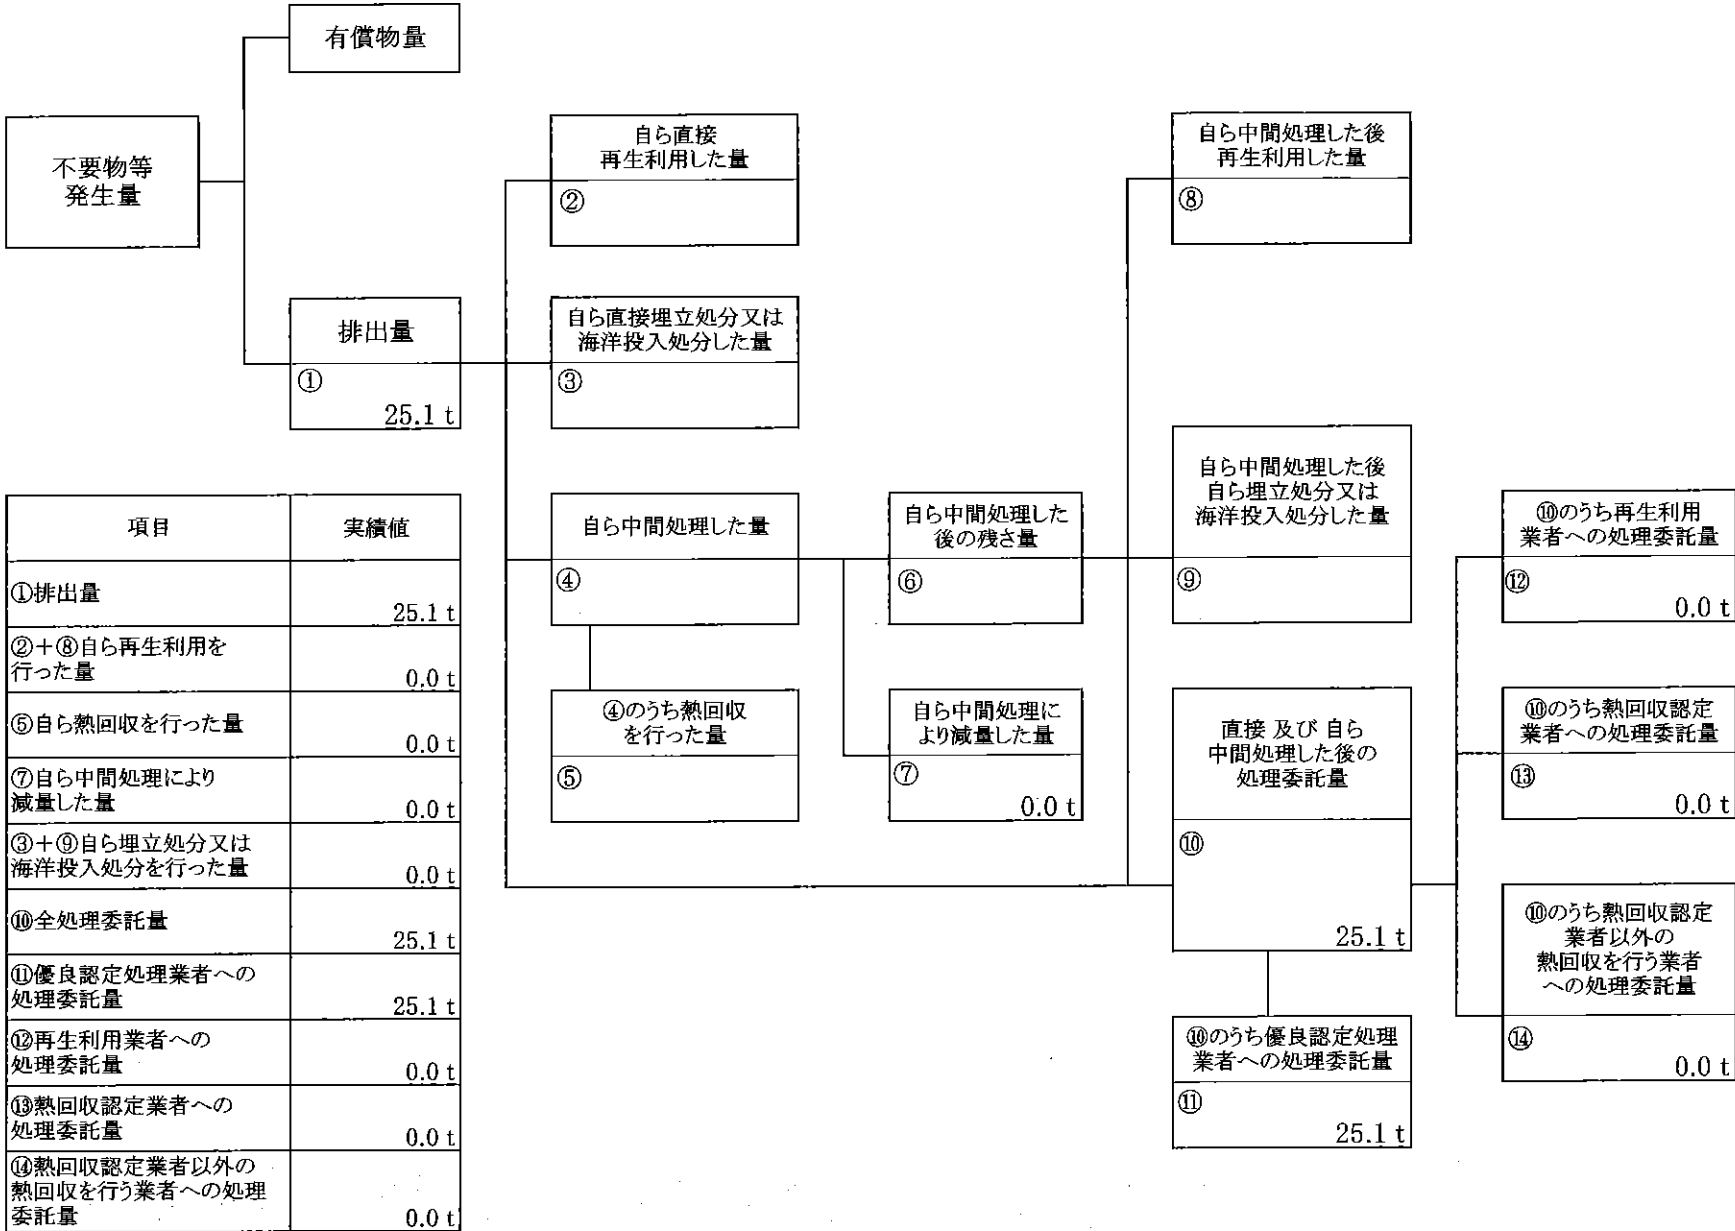 有償物量
不要物等
発生量
排出量
①
25.1 t
自ら直接
再生利用した量
②
自ら直接埋立処分又は
海洋投入処分した量
③
自ら中間処理した量
④
④のうち熱回収
を行った量
⑤
自ら中間処理した
後の残さ量
⑥
自ら中間処理に
より減量した量
⑦
0.0 t
自ら中間処理した後
再生利用した量
⑧
自ら中間処理した後
自ら埋立処分又は
海洋投入処分した量
⑨
直接 及び 自ら
中間処理した後の
処理委託量
⑩
25.1 t
⑩のうち優良認定処理
業者への処理委託量
⑪
25.1 t
⑩のうち再生利用
業者への処理委託量
⑫
0.0 t
⑩のうち熱回収認定
業者への処理委託量
⑬
0.0 t
⑩のうち熱回収認定
業者以外の
熱回収を行う業者
への処理委託量
⑭
0.0 t
項目 実績値
①排出量
25.1 t
②+⑧自ら再生利用を
行った量
0.0 t
⑤自ら熱回収を行った量
0.0 t
⑦自ら中間処理により
減量した量
0.0 t
③+⑨自ら埋立処分又は
海洋投入処分を行った量
0.0 t
⑩全処理委託量
25.1 t
⑪優良認定処理業者への
処理委託量
25.1 t
⑫再生利用業者への
処理委託量
0.0 t
⑬熱回収認定業者への
処理委託量
0.0 t
⑭熱回収認定業者以外の
熱回収を行う業者への処理
委託量
0.0 t